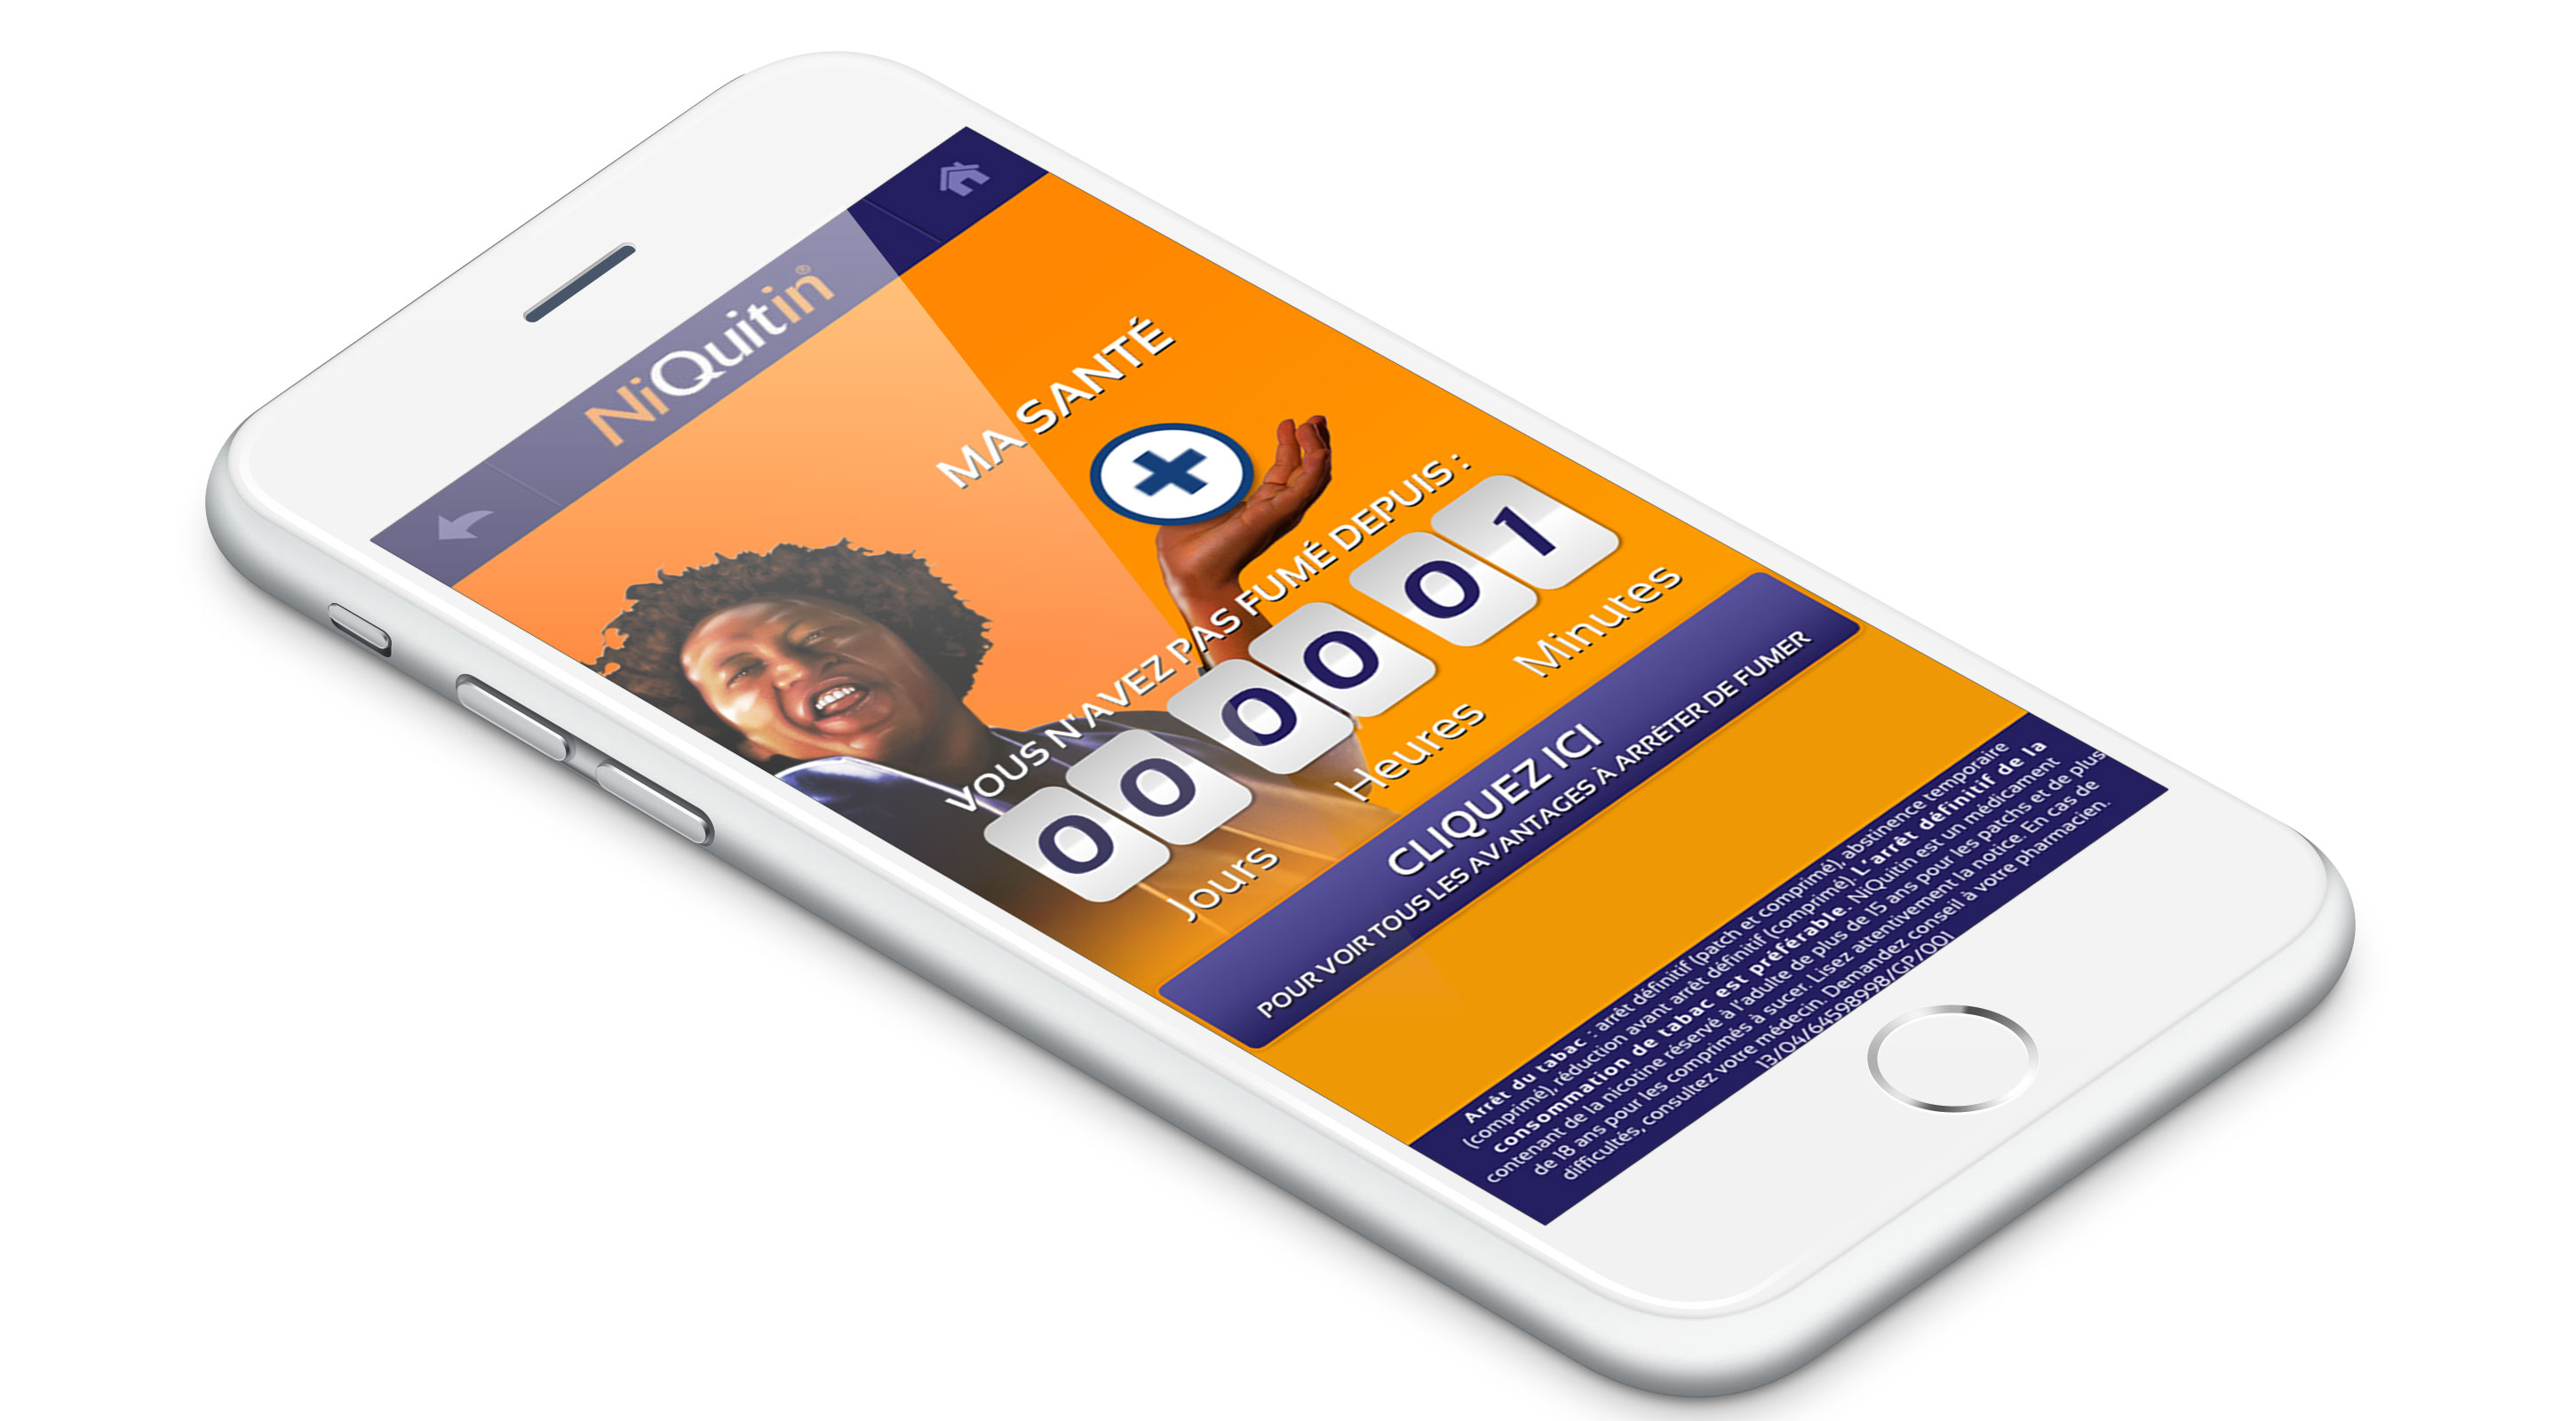 NiQuitin®
MA SANTÉ
VOUS N'AVEZ PAS FUMÉ DEPUIS :
00 00 01
Jours Heures Minutes
CLIQUEZ ICI
POUR VOIR TOUS LES AVANTAGES À ARRÊTER DE FUMER
Arrêt du tabac : arrêt définitif (patch et comprimé), abstinence temporaire
(comprimé), réduction avant arrêt définitif (comprimé). L'arrêt définitif de la
consommation de tabac est préférable. NiQuitin est un médicament
contenant de la nicotine réservé à l'adulte de plus de 15 ans pour les patchs et de plus
de 18 ans pour les comprimés à sucer. Lisez attentivement la notice. En cas de
difficultés, consultez votre médecin. Demandez conseil à votre pharmacien.
13/04/64598998/GP/001